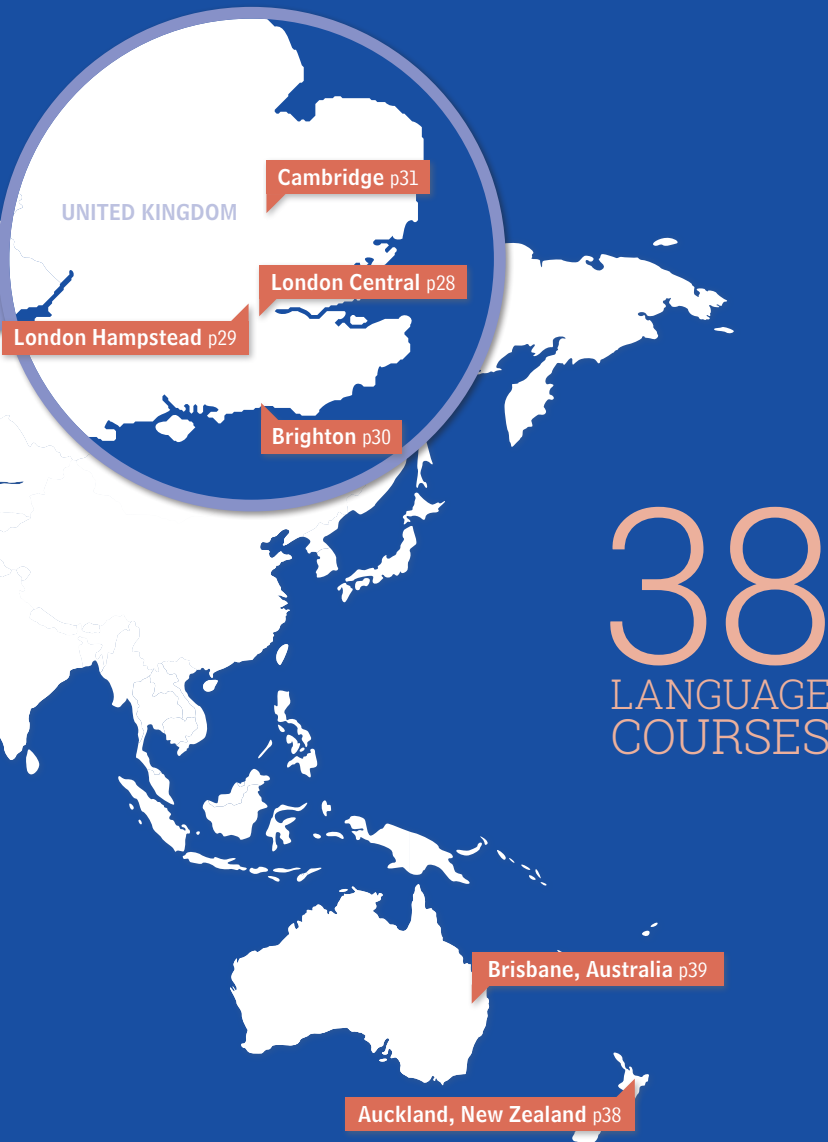 Cambridge p31
UNITED KINGDOM
London Central p28
London Hampstead p29
Brighton p30
38
LANGUAGE
COURSES
Brisbane, Australia p39
Auckland, New Zealand p38